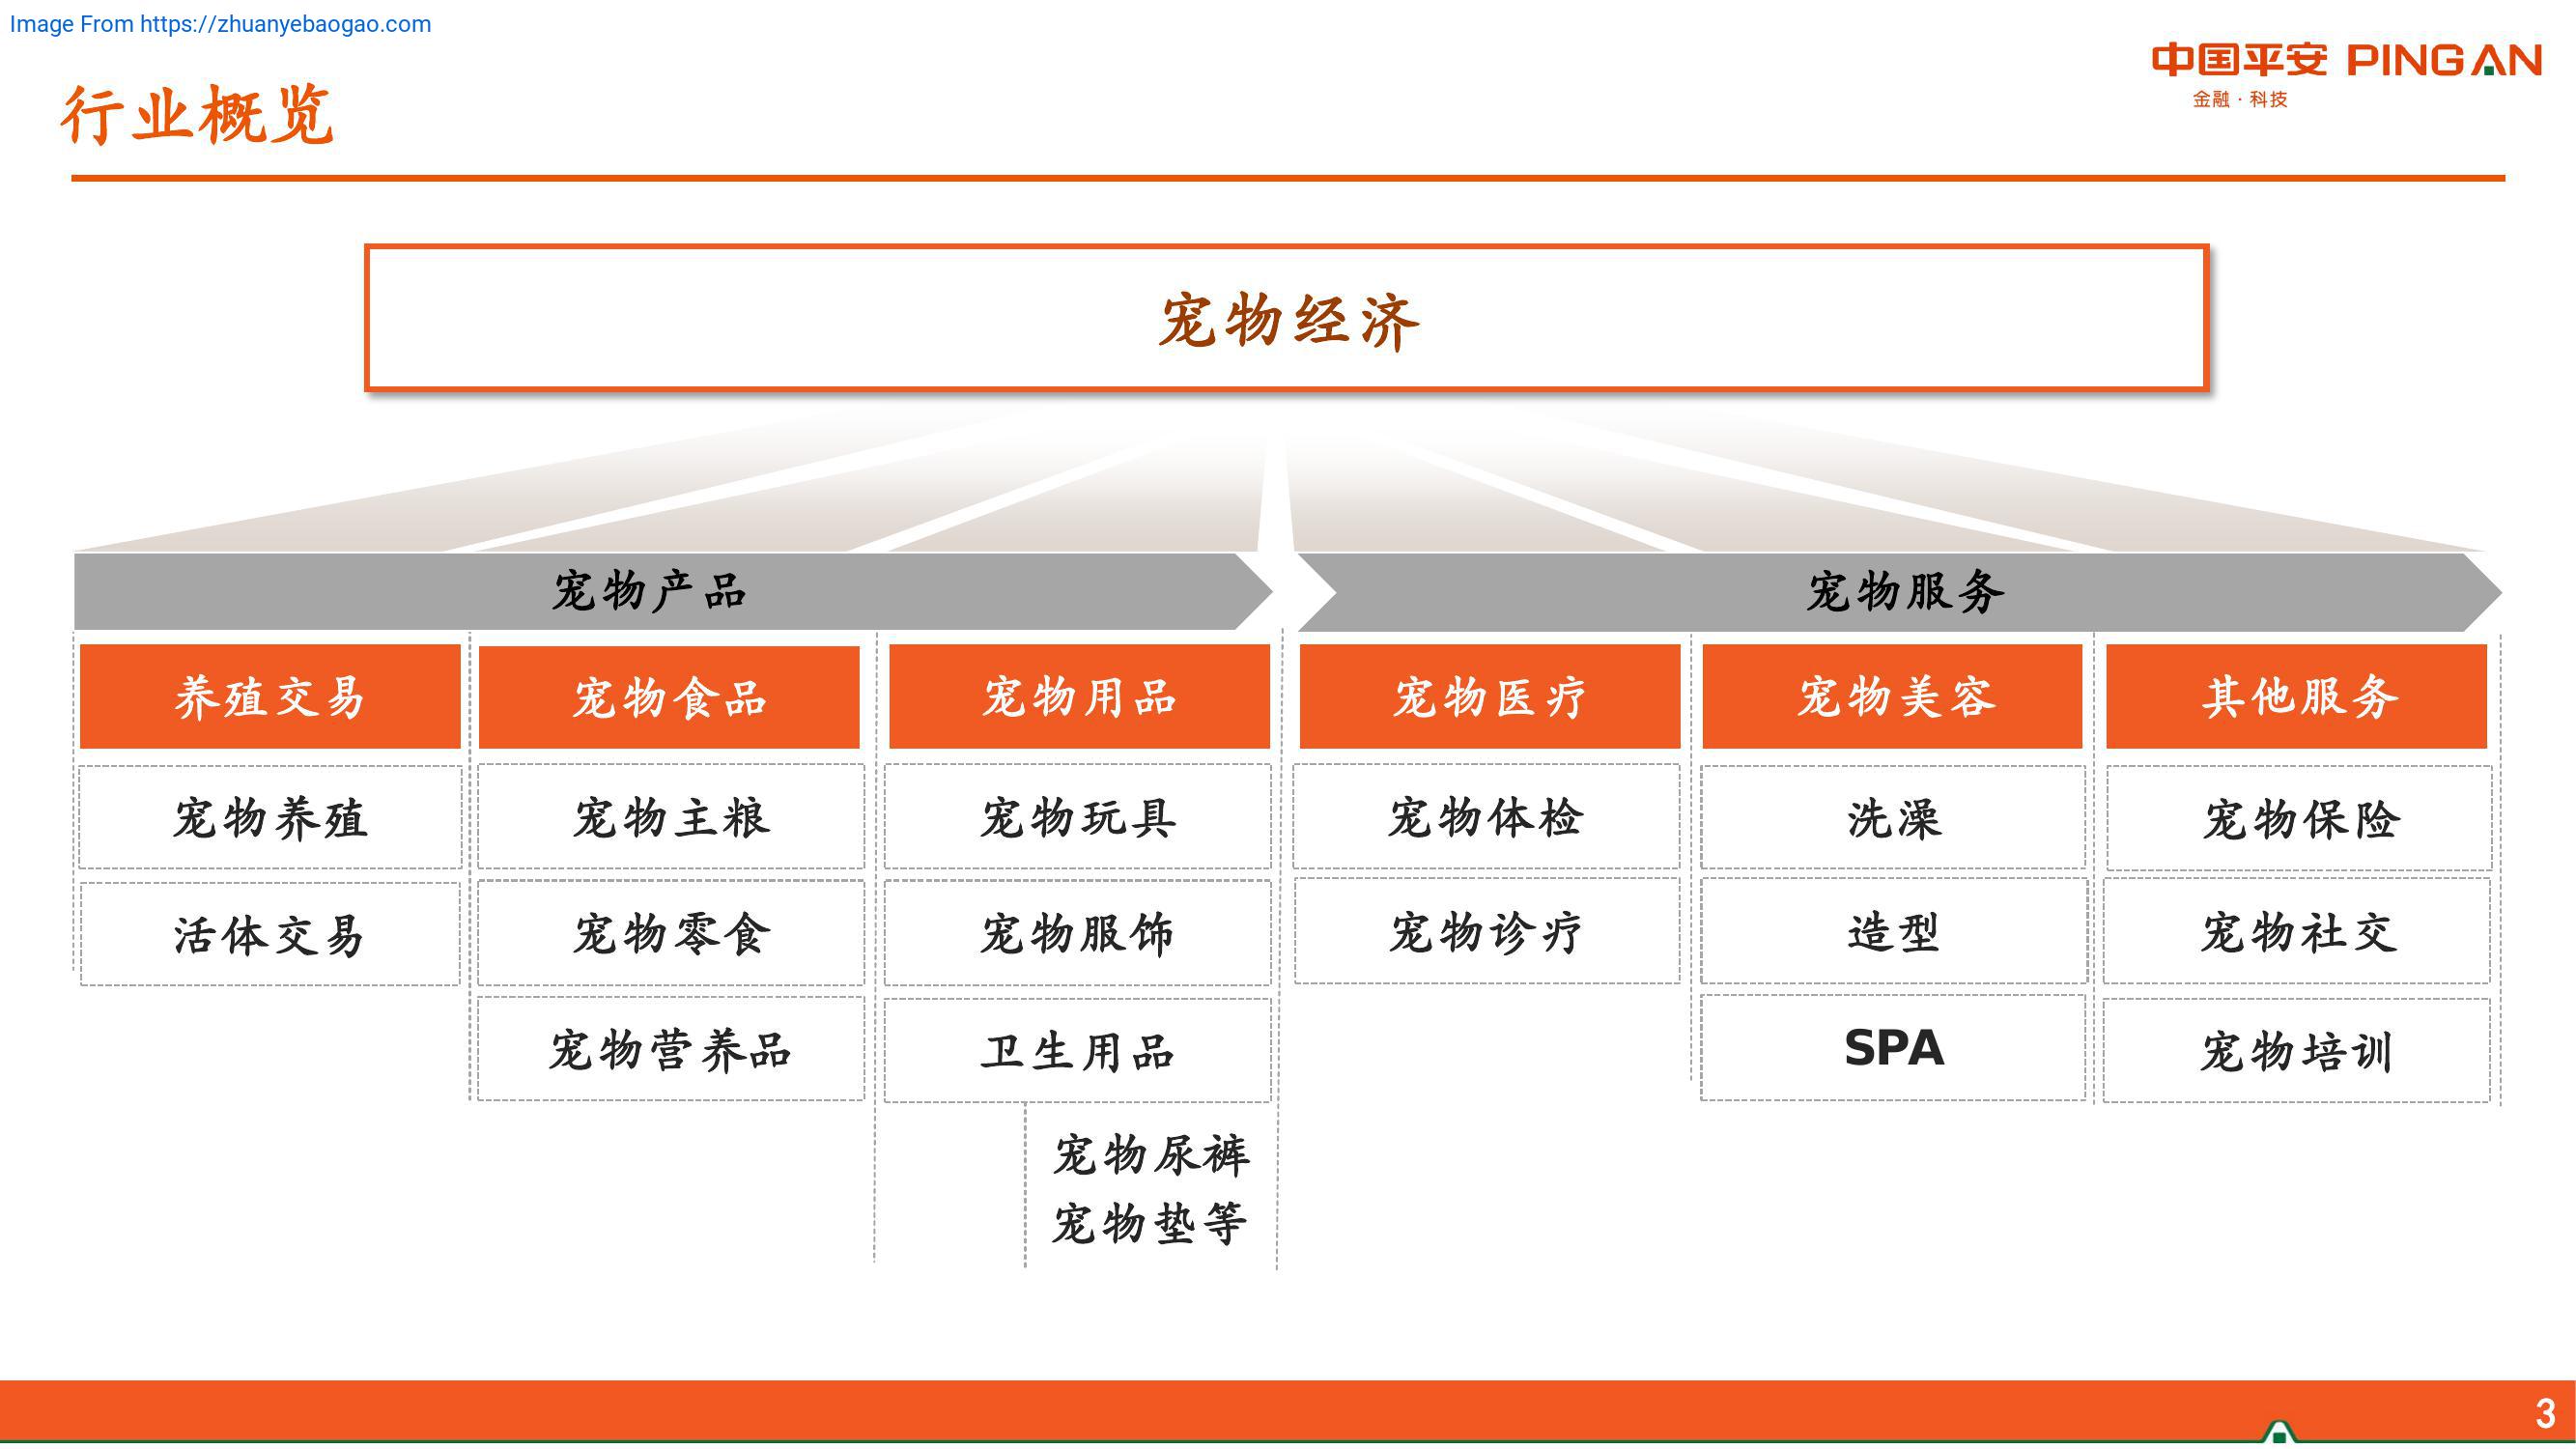 Image From https://zhuanyebaogao.com
中国平安 PING AN
金融·科技
行业概览
宠物经济
宠物产品
宠物服务
养殖交易
宠物食品
宠物用品
宠物医疗
宠物美容
其他服务
宠物养殖
宠物主粮
宠物玩具
宠物体检
洗澡
宠物保险
活体交易
宠物零食
宠物服饰
宠物诊疗
造型
宠物社交
宠物营养品
卫生用品
SPA
宠物培训
宠物尿裤
宠物垫等
3